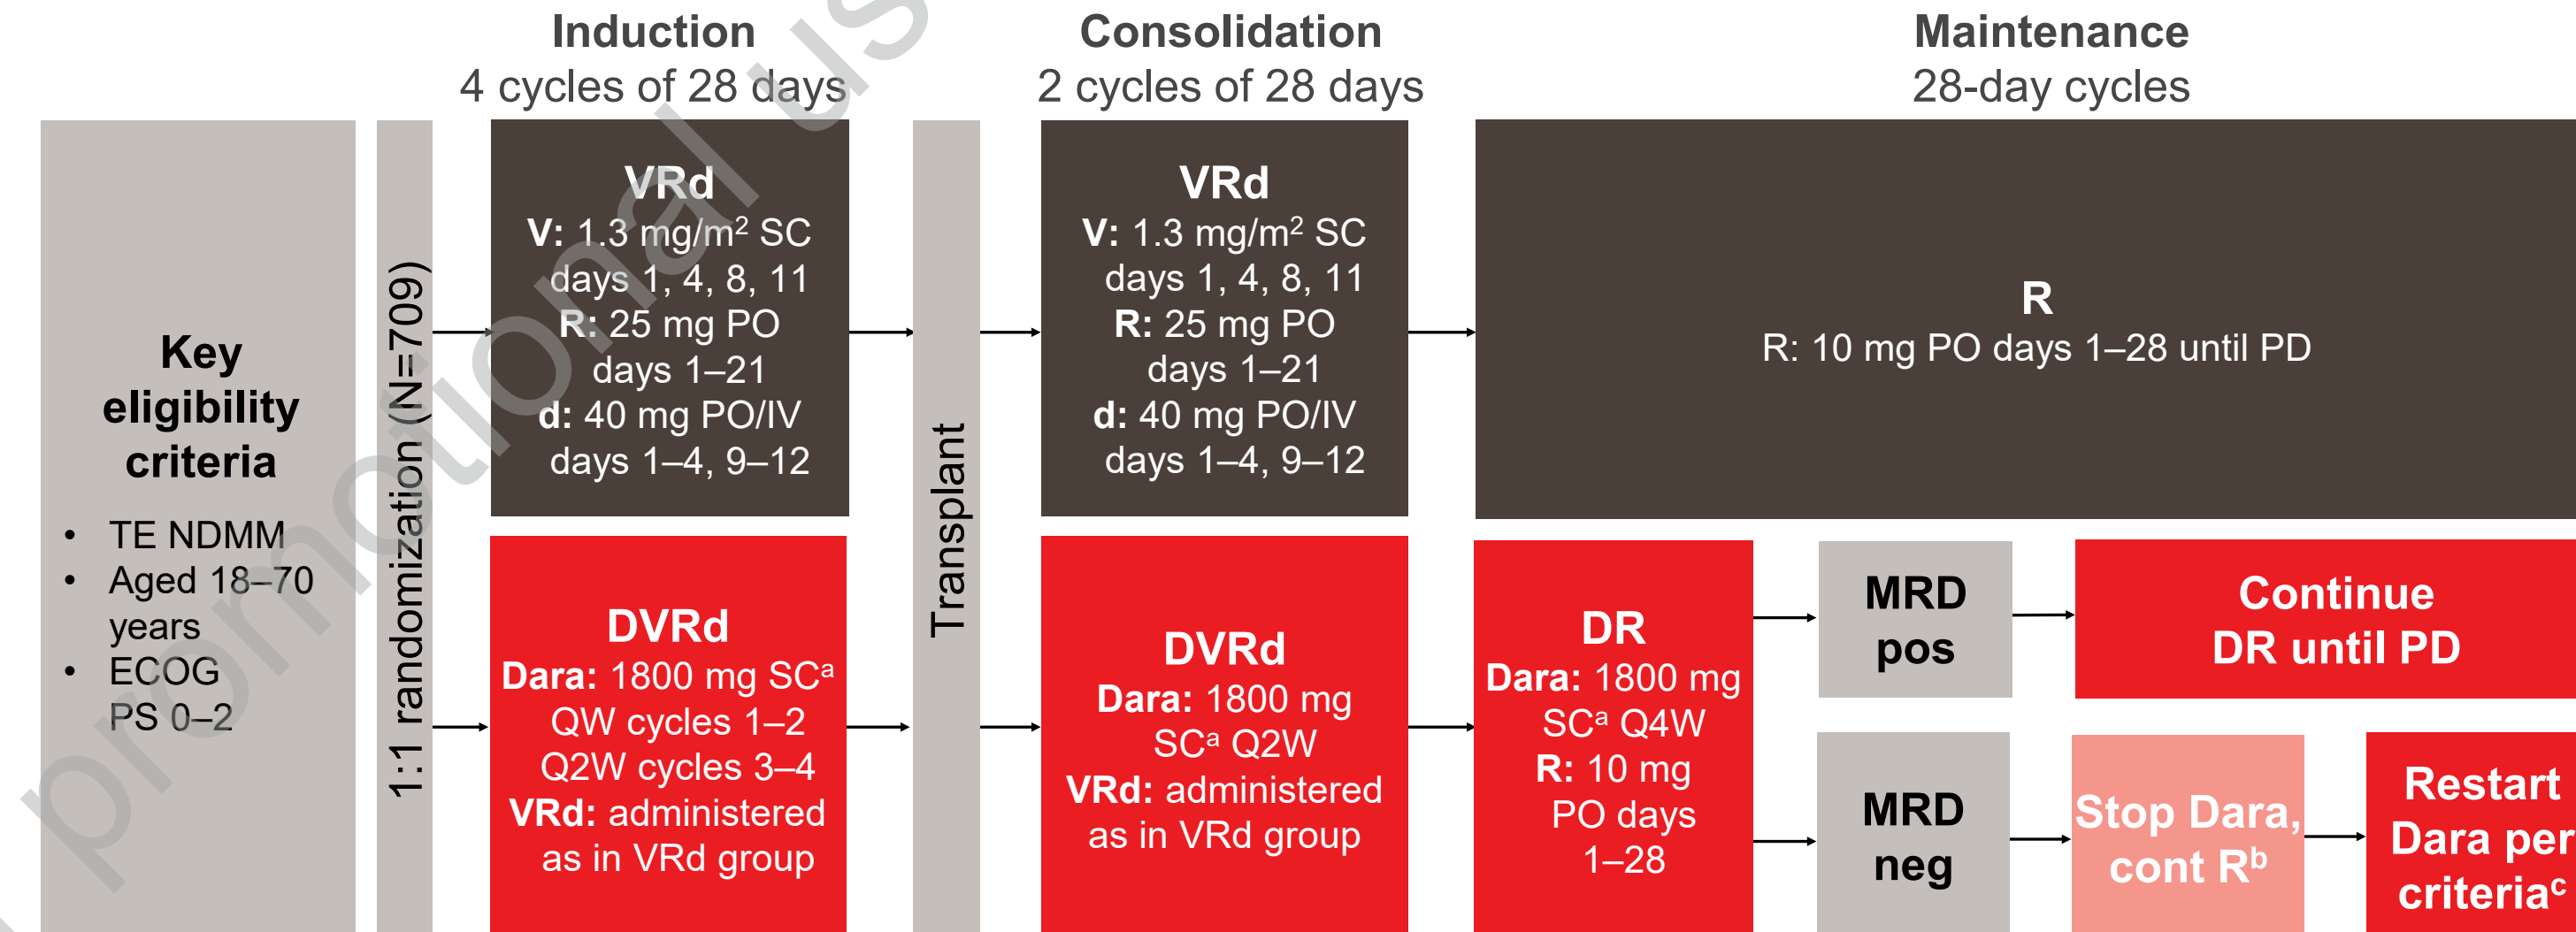 Induction
4 cycles of 28 days
Consolidation
2 cycles of 28 days
Maintenance
28-day cycles
Key
eligibility
criteria
• TE NDMM
• Aged 18–70
years
• ECOG
PS 0–2
1:1 randomization (N=709)
VRd
V: 1.3 mg/m² SC
days 1, 4, 8, 11
R: 25 mg PO
days 1–21
d: 40 mg PO/IV
days 1–4, 9–12
DVRd
Dara: 1800 mg SCᵃ
QW cycles 1–2
Q2W cycles 3–4
VRd: administered
as in VRd group
Transplant
VRd
V: 1.3 mg/m² SC
days 1, 4, 8, 11
R: 25 mg PO
days 1–21
d: 40 mg PO/IV
days 1–4, 9–12
DVRd
Dara: 1800 mg
SCᵃ Q2W
VRd: administered
as in VRd group
R
R: 10 mg PO days 1–28 until PD
DR
Dara: 1800 mg
SCᵃ Q4W
R: 10 mg
PO days
1–28
MRD
pos
Continue
DR until PD
MRD
neg
Stop Dara,
cont Rᵇ
Restart
Dara per
criteriaᶜ
promotional us